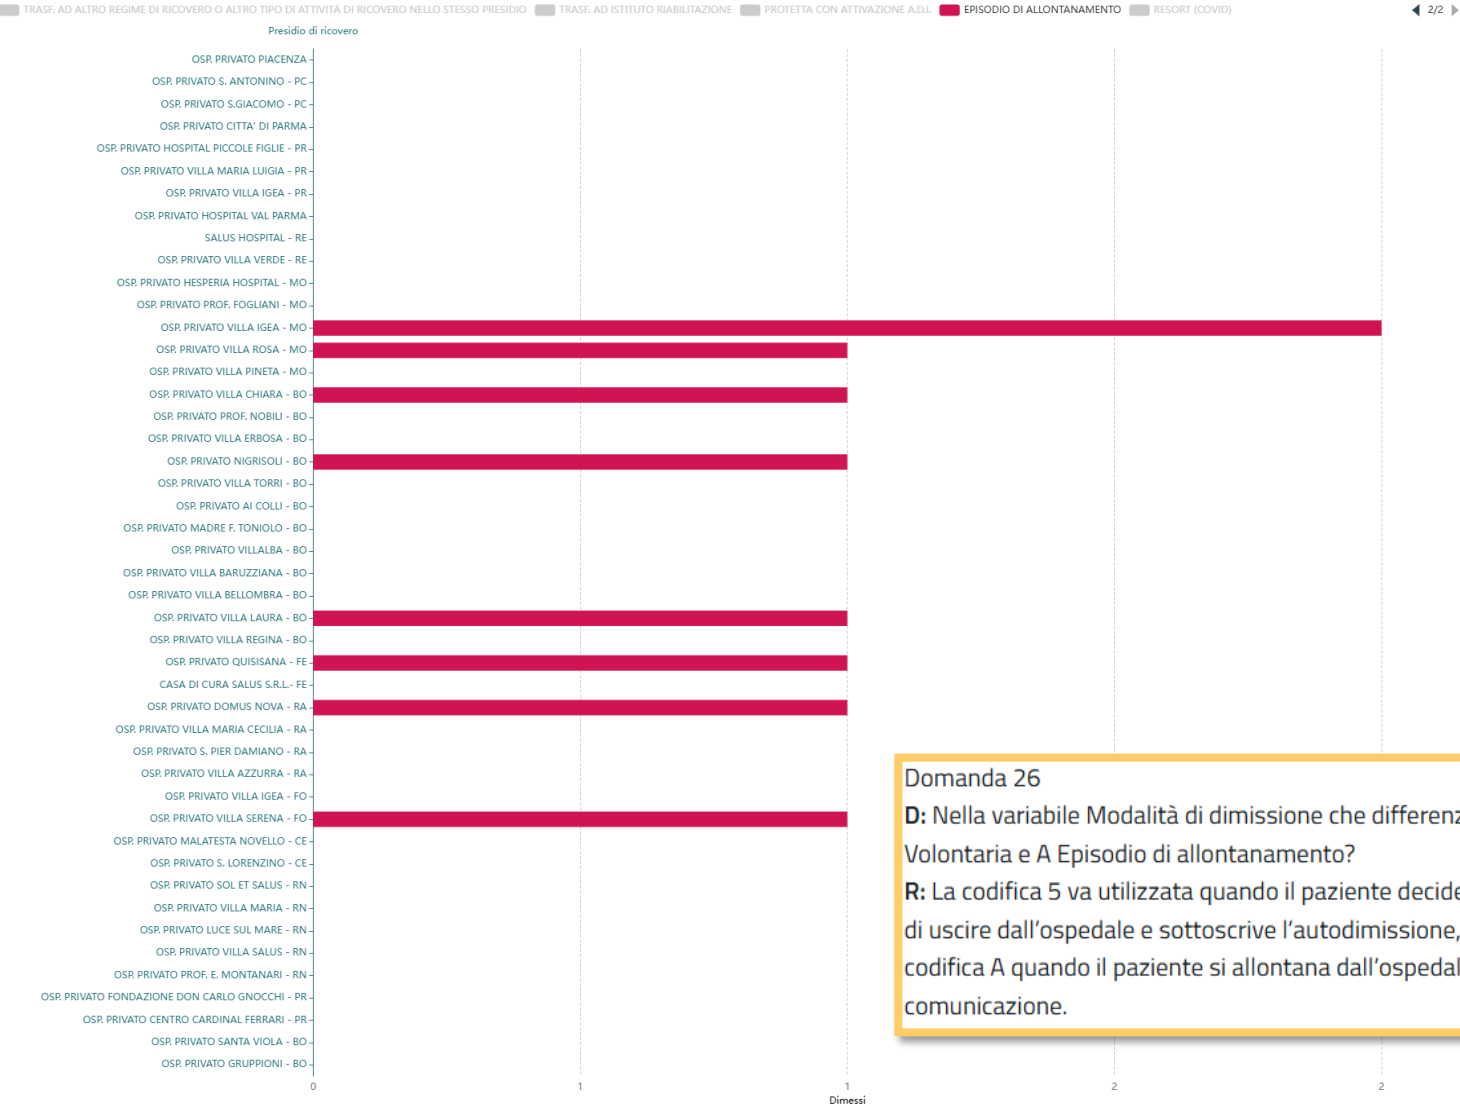 TRASF. AD ALTRO REGIME DI RICOVERO O ALTRO TIPO DI ATTIVITÀ DI RICOVERO NELLO STESSO PRESIDIO TRASF. AD ISTITUTO RIABILITAZIONE PROTETTA CON ATTIVAZIONE A.D.I. EPISODIO DI ALLONTANAMENTO RESORT (COVID) 2/2
Presidio di ricovero
OSP. PRIVATO PIACENZA
OSP. PRIVATO S. ANTONINO - PC
OSP. PRIVATO S.GIACOMO - PC
OSP. PRIVATO CITTA' DI PARMA
OSP. PRIVATO HOSPITAL PICCOLE FIGLIE - PR
OSP. PRIVATO VILLA MARIA LUIGIA - PR
OSP. PRIVATO VILLA IGEA - PR
OSP. PRIVATO HOSPITAL VAL PARMA
SALUS HOSPITAL - RE
OSP. PRIVATO VILLA VERDE - RE
OSP. PRIVATO HESPERIA HOSPITAL - MO
OSP. PRIVATO PROF. FOGLIANI - MO
OSP. PRIVATO VILLA IGEA - MO
OSP. PRIVATO VILLA ROSA - MO
OSP. PRIVATO VILLA PINETA - MO
OSP. PRIVATO VILLA CHIARA - BO
OSP. PRIVATO PROF. NOBILI - BO
OSP. PRIVATO VILLA ERBOSA - BO
OSP. PRIVATO NIGRISOLI - BO
OSP. PRIVATO VILLA TORRI - BO
OSP. PRIVATO AI COLLI - BO
OSP. PRIVATO MADRE F. TONIOLO - BO
OSP. PRIVATO VILLALBA - BO
OSP. PRIVATO VILLA BARUZZIANA - BO
OSP. PRIVATO VILLA BELLOMBRA - BO
OSP. PRIVATO VILLA LAURA - BO
OSP. PRIVATO VILLA REGINA - BO
OSP. PRIVATO QUISISANA - FE
CASA DI CURA SALUS S.R.L.- FE
OSP. PRIVATO DOMUS NOVA - RA
OSP. PRIVATO VILLA MARIA CECILIA - RA
OSP. PRIVATO S. PIER DAMIANO - RA
OSP. PRIVATO VILLA AZZURRA - RA
OSP. PRIVATO VILLA IGEA - FO
OSP. PRIVATO VILLA SERENA - FO
OSP. PRIVATO MALATESTA NOVELLO - CE
OSP. PRIVATO S. LORENZINO - CE
OSP. PRIVATO SOL ET SALUS - RN
OSP. PRIVATO VILLA MARIA - RN
OSP. PRIVATO LUCE SUL MARE - RN
OSP. PRIVATO VILLA SALUS - RN
OSP. PRIVATO PROF. E. MONTANARI - RN
OSP. PRIVATO FONDAZIONE DON CARLO GNOCCHI - PR
OSP. PRIVATO CENTRO CARDINAL FERRARI - PR
OSP. PRIVATO SANTA VIOLA - BO
OSP. PRIVATO GRUPPIONI - BO
0 1 1 2 2
Dimessi
Domanda 26
D: Nella variabile Modalità di dimissione che differenz
Volontaria e A Episodio di allontanamento?
R: La codifica 5 va utilizzata quando il paziente decide
di uscire dall'ospedale e sottoscrive l'autodimissione,
codifica A quando il paziente si allontana dall'ospedal
comunicazione.